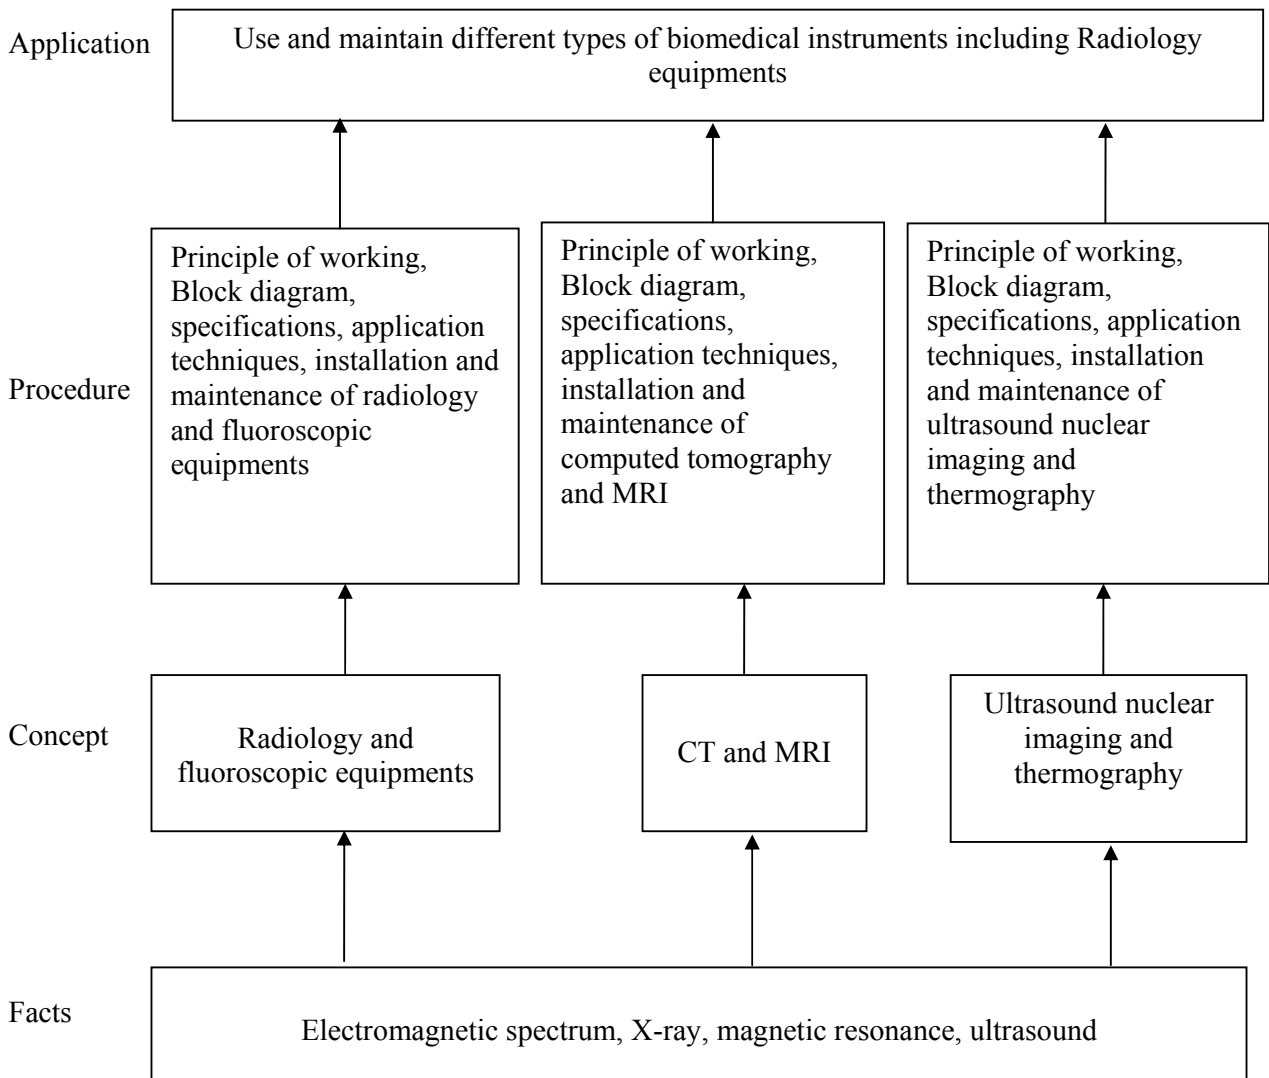 Application
Use and maintain different types of biomedical instruments including Radiology
equipments
Procedure
Principle of working,
Block diagram,
specifications, application
techniques, installation and
maintenance of radiology
and fluoroscopic
equipments
Principle of working,
Block diagram,
specifications,
application techniques,
installation and
maintenance of
computed tomography
and MRI
Principle of working,
Block diagram,
specifications, application
techniques, installation
and maintenance of
ultrasound nuclear
imaging and
thermography
Concept
Radiology and
fluoroscopic equipments
CT and MRI
Ultrasound nuclear
imaging and
thermography
Facts
Electromagnetic spectrum, X-ray, magnetic resonance, ultrasound